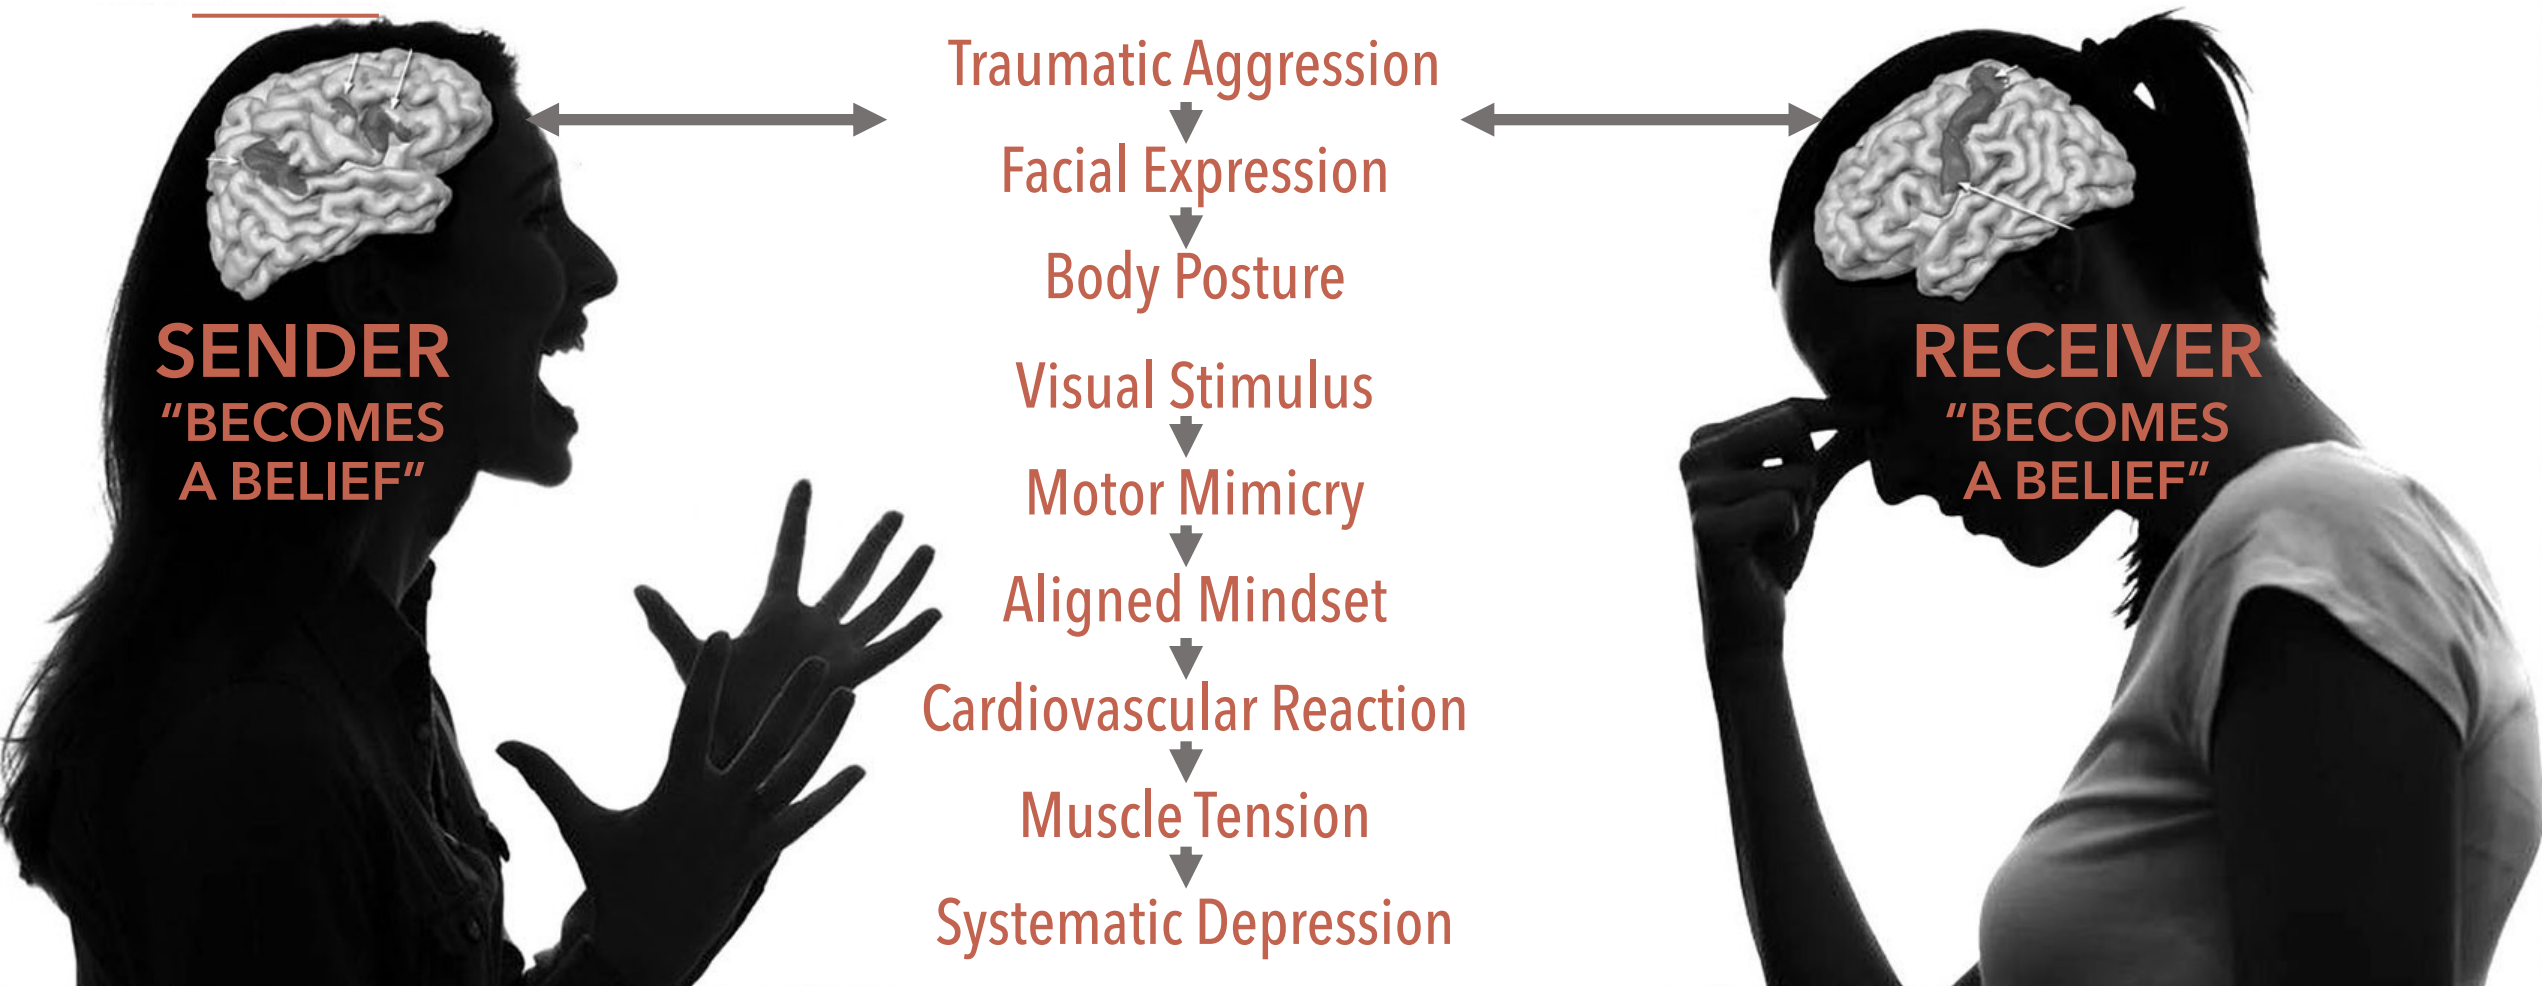 Traumatic Aggression
Facial Expression
Body Posture
Visual Stimulus
Motor Mimicry
Aligned Mindset
Cardiovascular Reaction
Muscle Tension
Systematic Depression
SENDER
“BECOMES
A BELIEF”
RECEIVER
“BECOMES
A BELIEF”